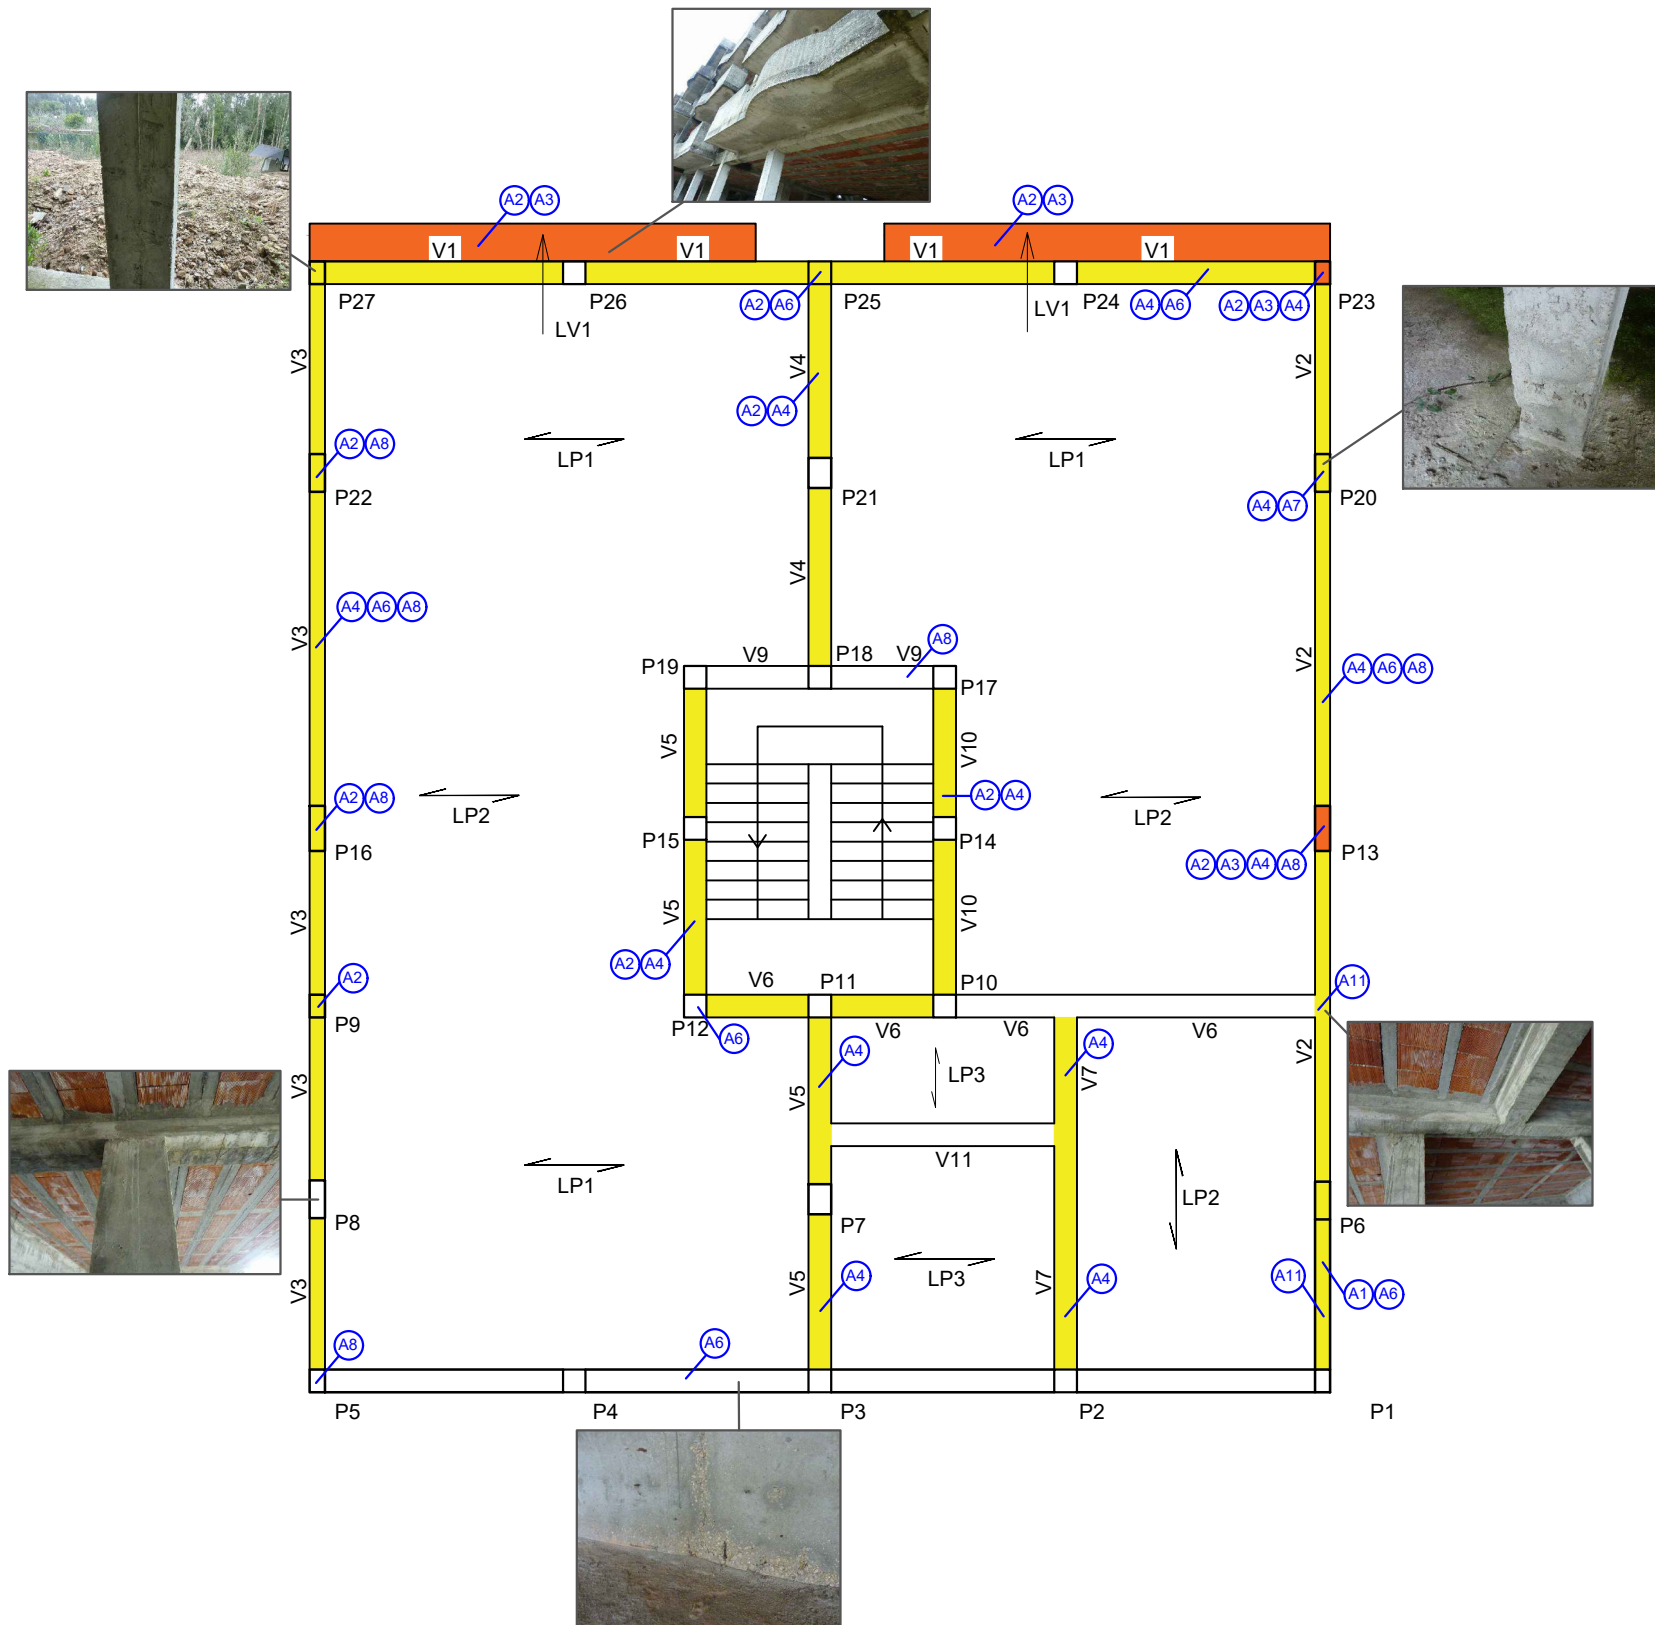 A2 A3
A2 A3
V1 V1 V1 V1
P27 P26 A2 A6 P25 P24 A4 A6 A2 A3 A4 P23
LV1 LV1
V3 V4 V2
A2 A4
A2 A8 LP1 LP1
P22 P21 A4 A7 P20
V4
A4 A6 A8
V3 V2
A8
P19 V9 P18 V9
P17
A4 A6 A8
V5 V10
A2 A8 LP2 A2 A4 LP2
P16 P15 P14 P13
A2 A3 A4 A8
V3 V5 V10
A2 A4
A2 V6 P11 P10 A11
P9 P12 A6 V6 V6 V6
V3 A4 A4 V2
V5 LP3 V7
V11
LP1 LP2
P8 P7 P6
V3 V5 A4 LP3 V7 A4 A11 A1 A6
A8 A6
P5 P4 P3 P2 P1